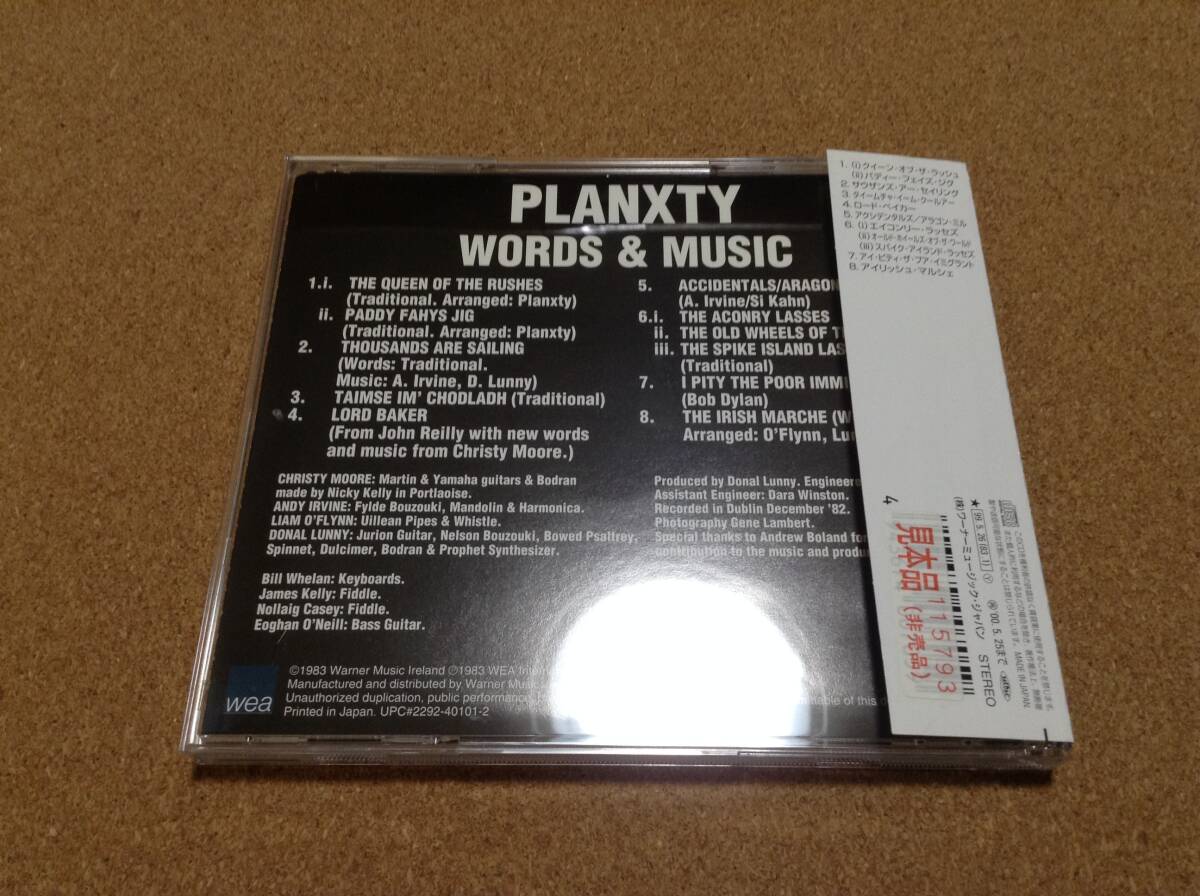 PLANXTY
WORDS & MUSIC
1.i. THE QUEEN OF THE RUSHES
(Traditional. Arranged: Planxty)
ii. PADDY FAHYS JIG
(Traditional. Arranged: Planxty)
2. THOUSANDS ARE SAILING
(Words: Traditional.
Music: A. Irvine, D. Lunny)
3. TAIMSE IM' CHODLADH (Traditional)
4. LORD BAKER
(From John Reilly with new words
and music from Christy Moore.)
5. ACCIDENTALS/ARAGON
(A. Irvine/Si Kahn)
6.i. THE ACONRY LASSES
ii. THE OLD WHEELS OF
iii. THE SPIKE ISLAND LAS
(Traditional)
7. I PITY THE POOR IMMI
(Bob Dylan)
8. THE IRISH MARCHE (W
Arranged: O'Flynn, Lun
CHRISTY MOORE: Martin & Yamaha guitars & Bodran
made by Nicky Kelly in Portlaoise.
ANDY IRVINE: Fylde Bouzouki, Mandolin & Harmonica.
LIAM O'FLYNN: Uillean Pipes & Whistle.
DONAL LUNNY: Jurion Guitar, Nelson Bouzouki, Bowed Psaltrey,
Spinnet, Dulcimer, Bodran & Prophet Synthesizer.
Bill Whelan: Keyboards.
James Kelly: Fiddle.
Nollaig Casey: Fiddle.
Eoghan O'Neill: Bass Guitar.
Produced by Donal Lunny. Engineere
Assistant Engineer: Dara Winston.
Recorded in Dublin December '82.
Photography Gene Lambert.
Special thanks to Andrew Boland for
contribution to the music and produ
wea
©1983 Warner Music Ireland ℗1983 WEA Inter
Manufactured and distributed by Warner Music
Unauthorized duplication, public performance,
Printed in Japan. UPC#2292-40101-2
of this
1. (i)クイーン・オブ・ザ・ラッシュ
(ii)パディー・フェイズ・ジグ
2. サウザンズ・アー・セイリング
3. タイームチャ・イーム・クールアー
4. ロード・ベイカー
5. アクシデンタルズ/アラゴン・ミル
6. (i)エイコンリー・ラッセズ
(ii)オールド・ホイールズ・オブ・ザ・ワールド
(iii)スパイク・アイランド・ラッセズ
7. アイ・ピティ・ザ・プア・イミグラント
8. アイリッシュ・マルシェ
4
見本品
(非売品)
115793
(株)ワーナーミュージック・ジャパン STEREO
★'99.5.26(83.1)Ⓨ
'00.5.25まで
MADE IN JAPAN